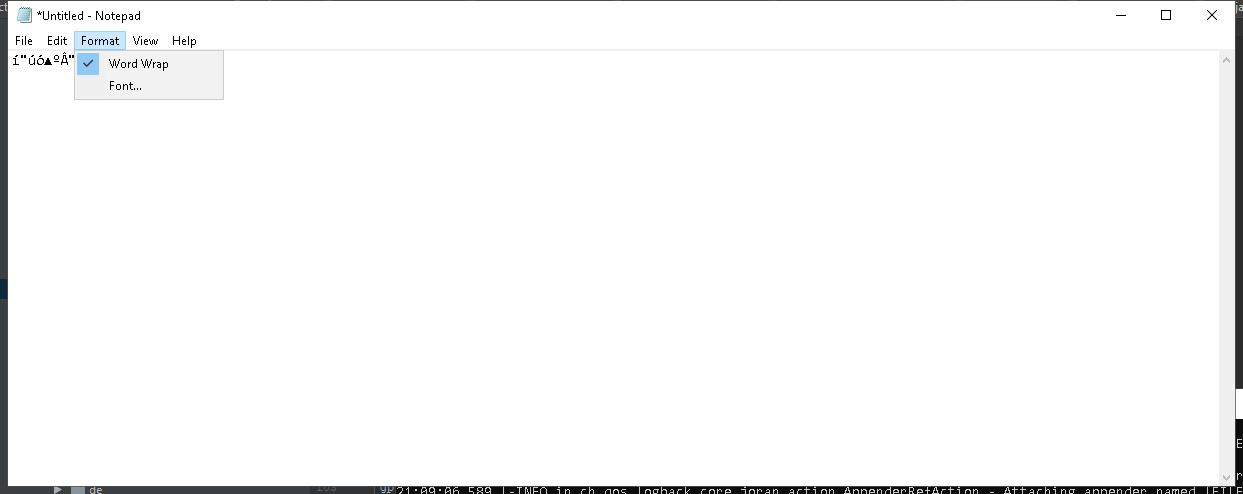 *Untitled - Notepad
File Edit Format View Help
í"úó▲ºÂ"
Word Wrap
Font...
de
21:09:06,589 |-INFO in ch.qos.logback.core.joran.action.AppenderRefAction - Attaching appender named [FILE